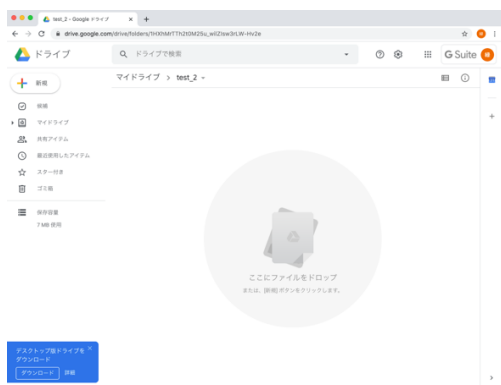 test_2 - Google ドライブ
drive.google.com/drive/folders/1HXhMrTTh2t0M2Su_wiIZIsw3rLW-Hv2e
ドライブ
ドライブで検索
G Suite
新規
マイドライブ > test_2
候補
マイドライブ
共有アイテム
最近使用したアイテム
スター付き
ゴミ箱
保存容量
7 MB 使用
ここにファイルをドロップ
または、[新規] ボタンをクリックします。
デスクトップ版ドライブを
ダウンロード
ダウンロード 詳細